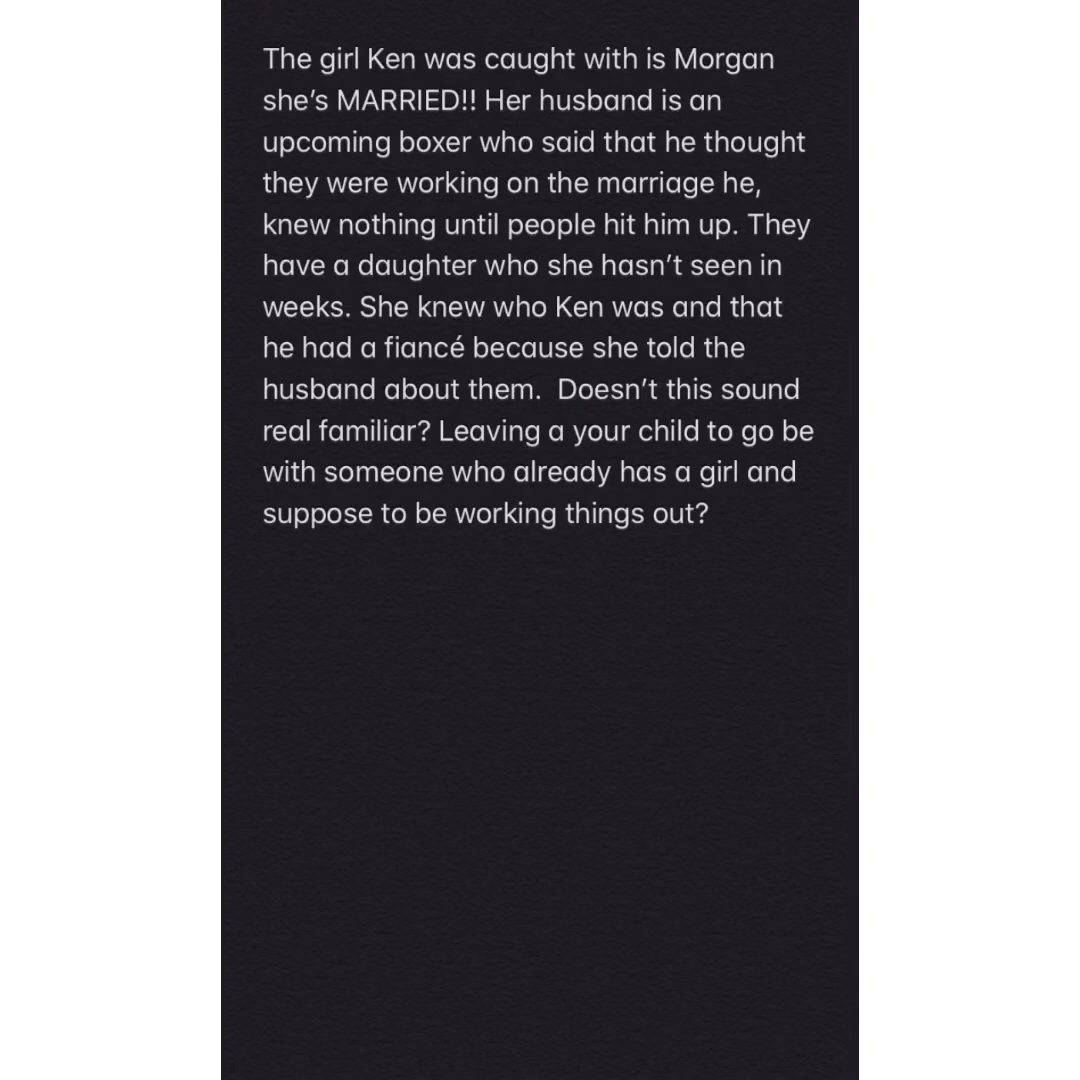 The girl Ken was caught with is Morgan
she’s MARRIED!! Her husband is an
upcoming boxer who said that he thought
they were working on the marriage he,
knew nothing until people hit him up. They
have a daughter who she hasn’t seen in
weeks. She knew who Ken was and that
he had a fiancé because she told the
husband about them.  Doesn’t this sound
real familiar? Leaving a your child to go be
with someone who already has a girl and
suppose to be working things out?